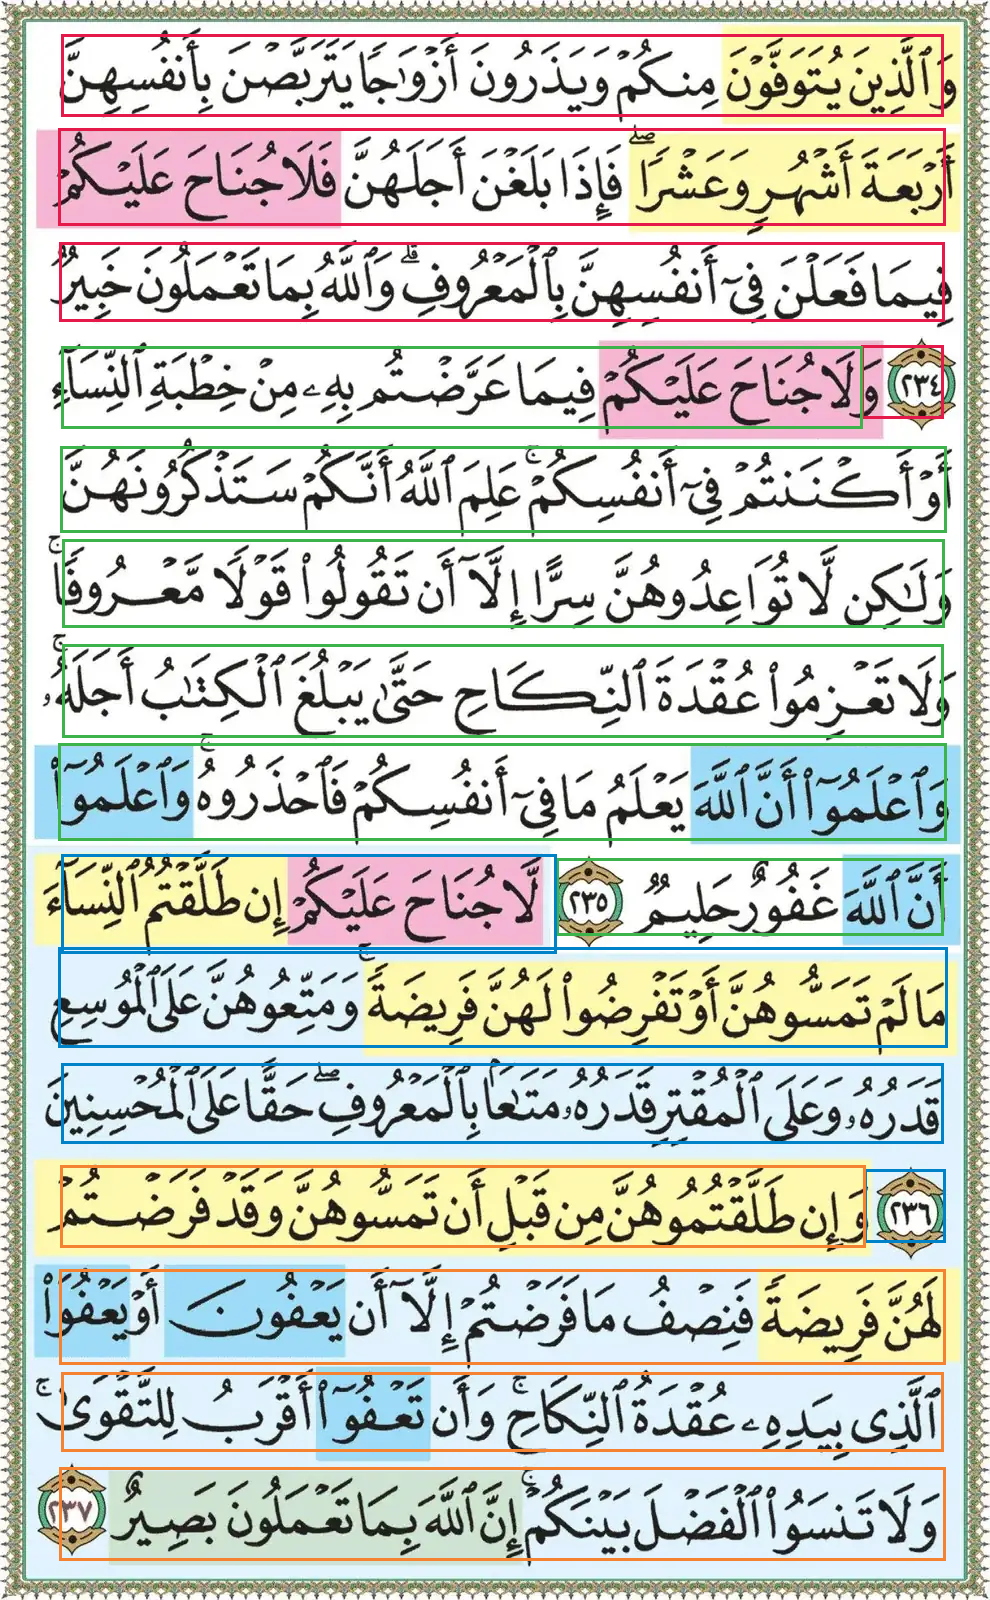 وَٱلَّذِينَ يُتَوَفَّوۡنَ مِنكُمۡ وَيَذَرُونَ أَزۡوَٰجٗا يَتَرَبَّصۡنَ بِأَنفُسِهِنَّ
أَرۡبَعَةَ أَشۡهُرٖ وَعَشۡرٗاۖ فَإِذَا بَلَغۡنَ أَجَلَهُنَّ فَلَا جُنَاحَ عَلَيۡكُمۡ
فِيمَا فَعَلۡنَ فِيٓ أَنفُسِهِنَّ بِٱلۡمَعۡرُوفِۗ وَٱللَّهُ بِمَا تَعۡمَلُونَ خَبِيرٞ
٢٣٤ وَلَا جُنَاحَ عَلَيۡكُمۡ فِيمَا عَرَّضۡتُم بِهِۦ مِنۡ خِطۡبَةِ ٱلنِّسَآءِ
أَوۡ أَكۡنَنتُمۡ فِيٓ أَنفُسِكُمۡۚ عَلِمَ ٱللَّهُ أَنَّكُمۡ سَتَذۡكُرُونَهُنَّ
وَلَٰكِن لَّا تُوَاعِدُوهُنَّ سِرًّا إِلَّآ أَن تَقُولُواْ قَوۡلٗا مَّعۡرُوفٗاۚ
وَلَا تَعۡزِمُواْ عُقۡدَةَ ٱلنِّكَاحِ حَتَّىٰ يَبۡلُغَ ٱلۡكِتَٰبُ أَجَلَهُۥۚ
وَٱعۡلَمُوٓاْ أَنَّ ٱللَّهَ يَعۡلَمُ مَا فِيٓ أَنفُسِكُمۡ فَٱحۡذَرُوهُۚ وَٱعۡلَمُوٓاْ
أَنَّ ٱللَّهَ غَفُورٌ حَلِيمٞ ٢٣٥ لَّا جُنَاحَ عَلَيۡكُمۡ إِن طَلَّقۡتُمُ ٱلنِّسَآءَ
مَا لَمۡ تَمَسُّوهُنَّ أَوۡ تَفۡرِضُواْ لَهُنَّ فَرِيضَةٗۚ وَمَتِّعُوهُنَّ عَلَى ٱلۡمُوسِعِ
قَدَرُهُۥ وَعَلَى ٱلۡمُقۡتِرِ قَدَرُهُۥ مَتَٰعَۢا بِٱلۡمَعۡرُوفِۖ حَقًّا عَلَى ٱلۡمُحۡسِنِينَ
٢٣٦ وَإِن طَلَّقۡتُمُوهُنَّ مِن قَبۡلِ أَن تَمَسُّوهُنَّ وَقَدۡ فَرَضۡتُمۡ
لَهُنَّ فَرِيضَةٗ فَنِصۡفُ مَا فَرَضۡتُمۡ إِلَّآ أَن يَعۡفُونَ أَوۡ يَعۡفُوَاْ
ٱلَّذِي بِيَدِهِۦ عُقۡدَةُ ٱلنِّكَاحِۚ وَأَن تَعۡفُوٓاْ أَقۡرَبُ لِلتَّقۡوَىٰۚ
وَلَا تَنسَوُاْ ٱلۡفَضۡلَ بَيۡنَكُمۡۚ إِنَّ ٱللَّهَ بِمَا تَعۡمَلُونَ بَصِيرٌ ٢٣٧